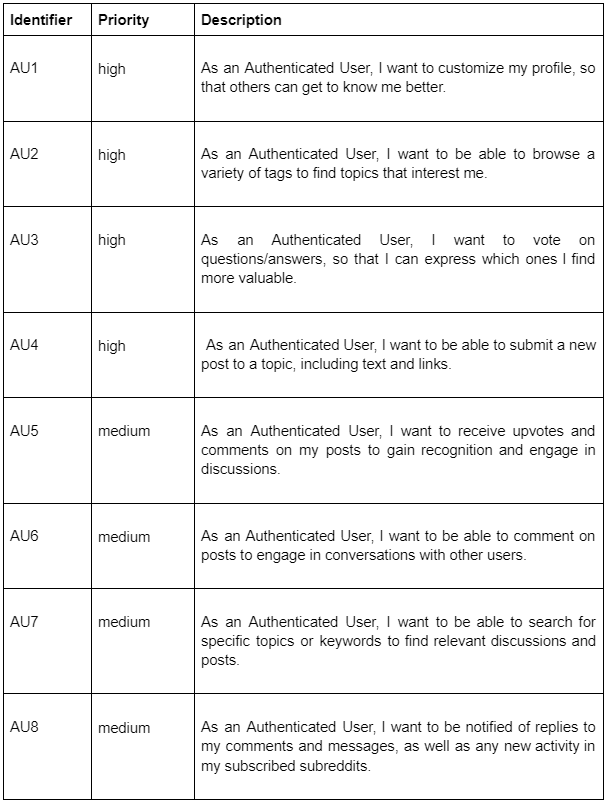 Identifier Priority Description
AU1 high As an Authenticated User, I want to customize my profile, so
that others can get to know me better.
AU2 high As an Authenticated User, I want to be able to browse a
variety of tags to find topics that interest me.
AU3 high As an Authenticated User, I want to vote on
questions/answers, so that I can express which ones I find
more valuable.
AU4 high As an Authenticated User, I want to be able to submit a new
post to a topic, including text and links.
AU5 medium As an Authenticated User, I want to receive upvotes and
comments on my posts to gain recognition and engage in
discussions.
AU6 medium As an Authenticated User, I want to be able to comment on
posts to engage in conversations with other users.
AU7 medium As an Authenticated User, I want to be able to search for
specific topics or keywords to find relevant discussions and
posts.
AU8 medium As an Authenticated User, I want to be notified of replies to
my comments and messages, as well as any new activity in
my subscribed subreddits.